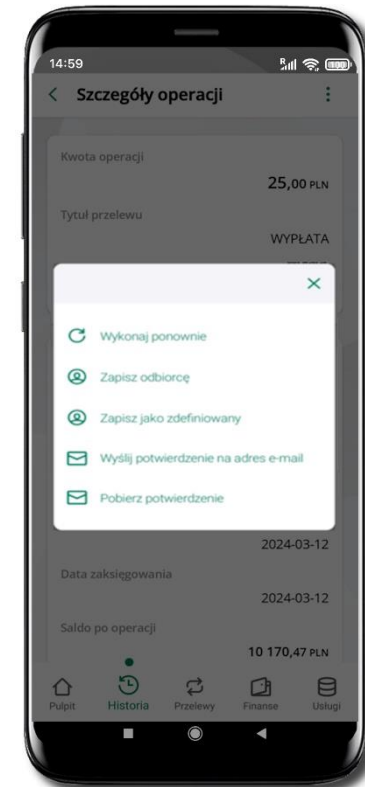 14:59
R
100
Szczegóły operacji
Kwota operacji
25,00 PLN
Tytuł przelewu
WYPŁATA
Wykonaj ponownie
Zapisz odbiorcę
Zapisz jako zdefiniowany
Wyślij potwierdzenie na adres e-mail
Pobierz potwierdzenie
2024-03-12
Data zaksięgowania
2024-03-12
Saldo po operacji
10 170,47 PLN
Pulpit Historia Przelewy Finanse Usługi